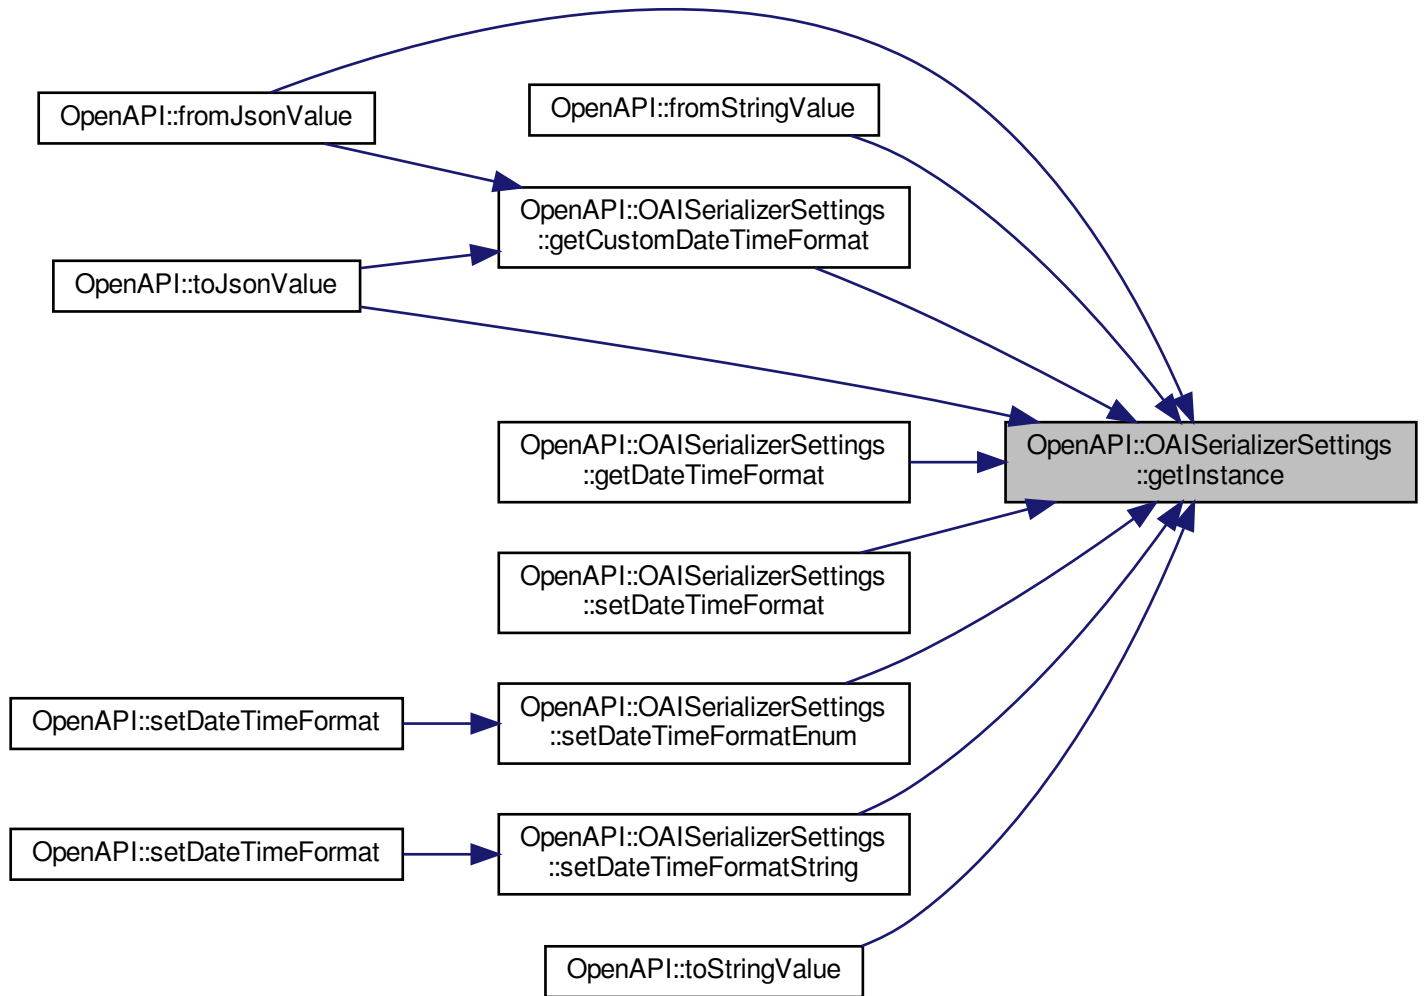 OpenAPI::fromJsonValue
OpenAPI::fromStringValue
OpenAPI::OAISerializerSettings
::getCustomDateTimeFormat
OpenAPI::toJsonValue
OpenAPI::OAISerializerSettings
::getDateTimeFormat
OpenAPI::OAISerializerSettings
::getInstance
OpenAPI::OAISerializerSettings
::setDateTimeFormat
OpenAPI::setDateTimeFormat
OpenAPI::OAISerializerSettings
::setDateTimeFormatEnum
OpenAPI::setDateTimeFormat
OpenAPI::OAISerializerSettings
::setDateTimeFormatString
OpenAPI::toStringValue